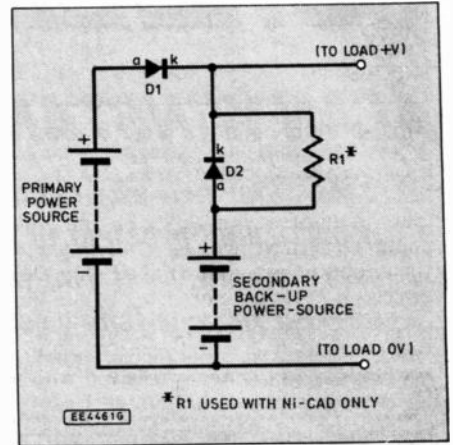 (TO LOAD +V)
a k
D1
+
PRIMARY
POWER
SOURCE
-
k
D2
a
R1*
+
SECONDARY
BACK-UP
POWER-SOURCE
-
(TO LOAD 0V)
*R1 USED WITH Ni-CAD ONLY
EE4461G